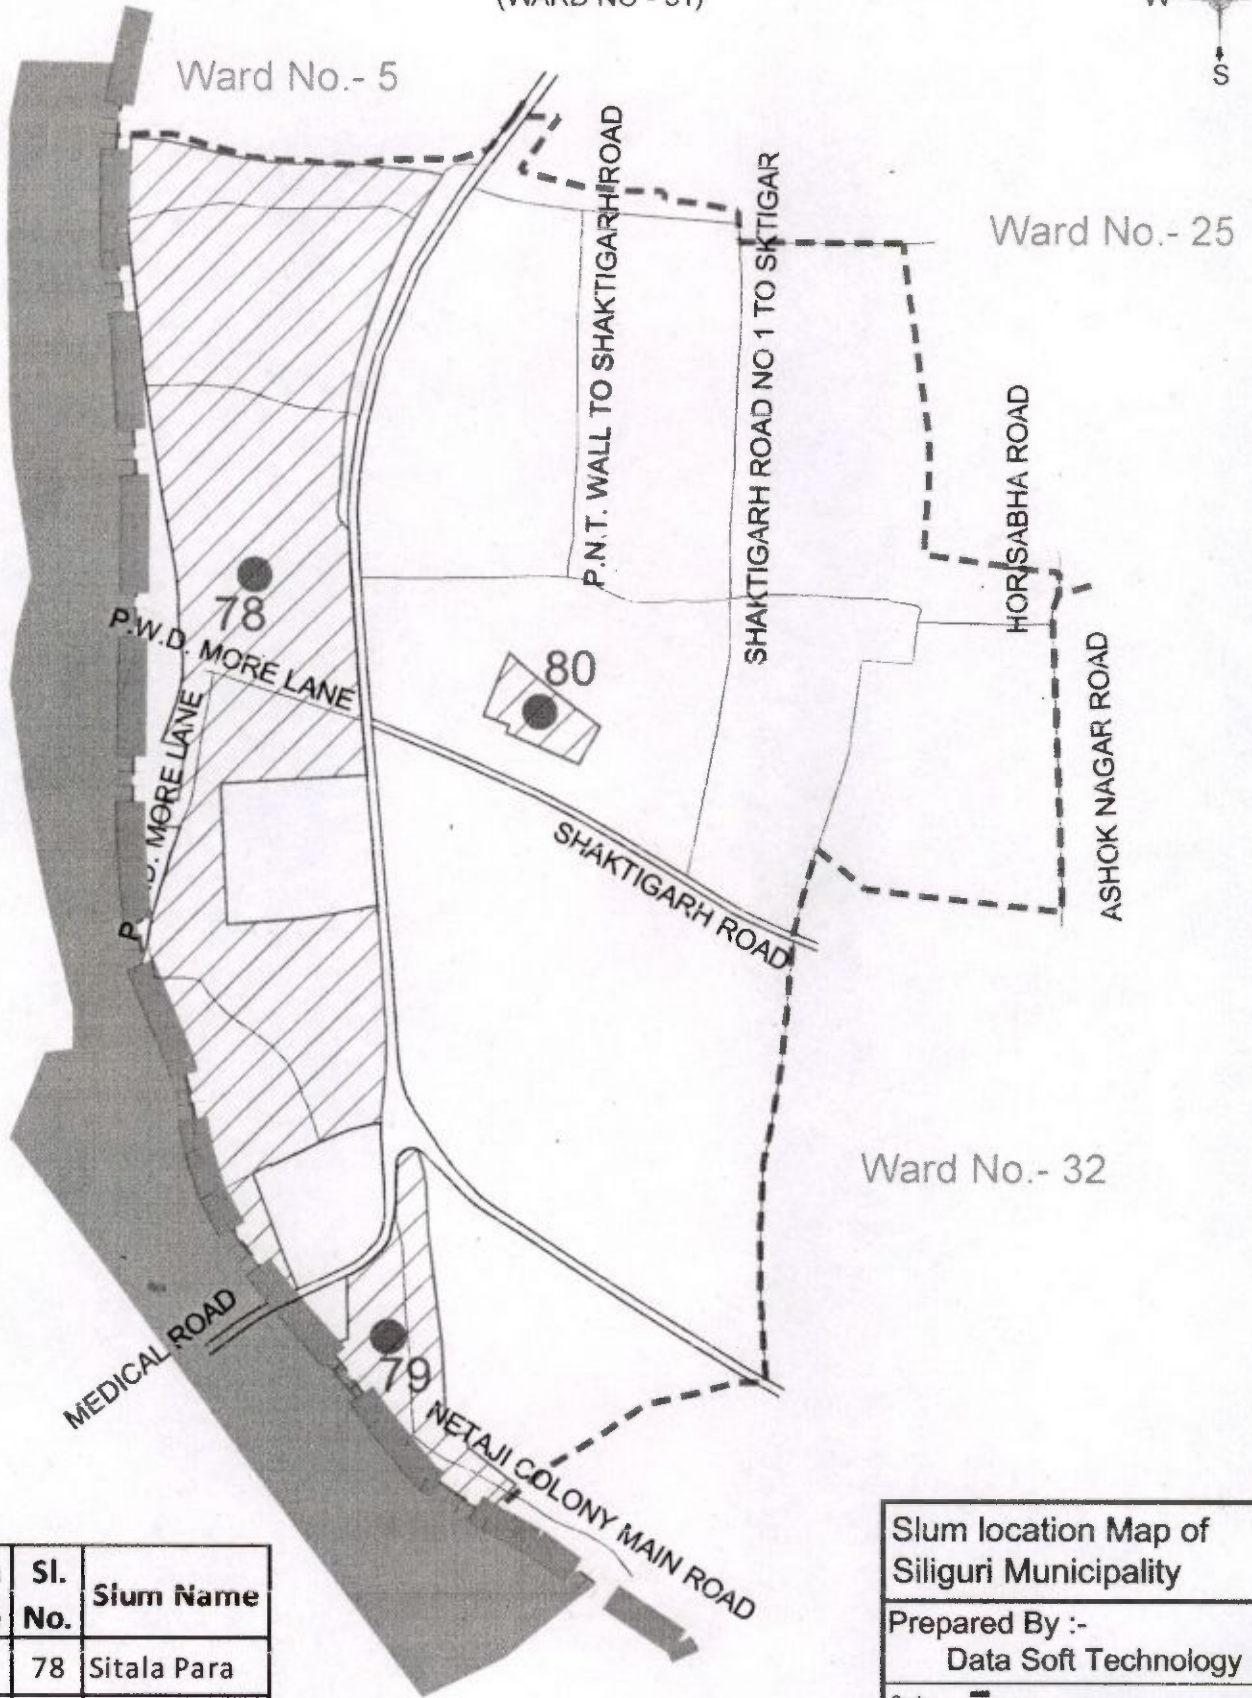 (WARD NO - 31)
S
Ward No.- 5
Ward No.- 25
P.N.T. WALL TO SHAKTIGARH ROAD
SHAKTIGARH ROAD NO 1 TO SKTIGAR
HORISABHA ROAD
78
P.W.D. MORE LANE
80
MORE LANE
P
ASHOK NAGAR ROAD
SHAKTIGARH ROAD
Ward No.- 32
MEDICAL ROAD
79
NETAJI COLONY MAIN ROAD
Sl. No.
Slum Name
78
Sitala Para
Slum location Map of
Siliguri Municipality
Prepared By :-
Data Soft Technology